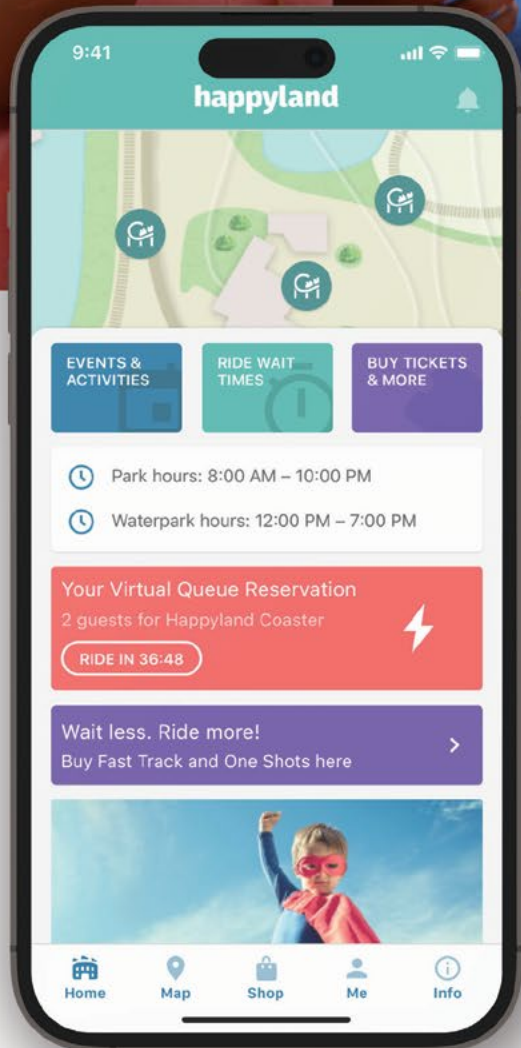 9:41
happyland
EVENTS &
ACTIVITIES
RIDE WAIT
TIMES
BUY TICKETS
& MORE
Park hours: 8:00 AM – 10:00 PM
Waterpark hours: 12:00 PM – 7:00 PM
Your Virtual Queue Reservation
2 guests for Happyland Coaster
RIDE IN 36:48
Wait less. Ride more!
Buy Fast Track and One Shots here
Home
Map
Shop
Me
Info